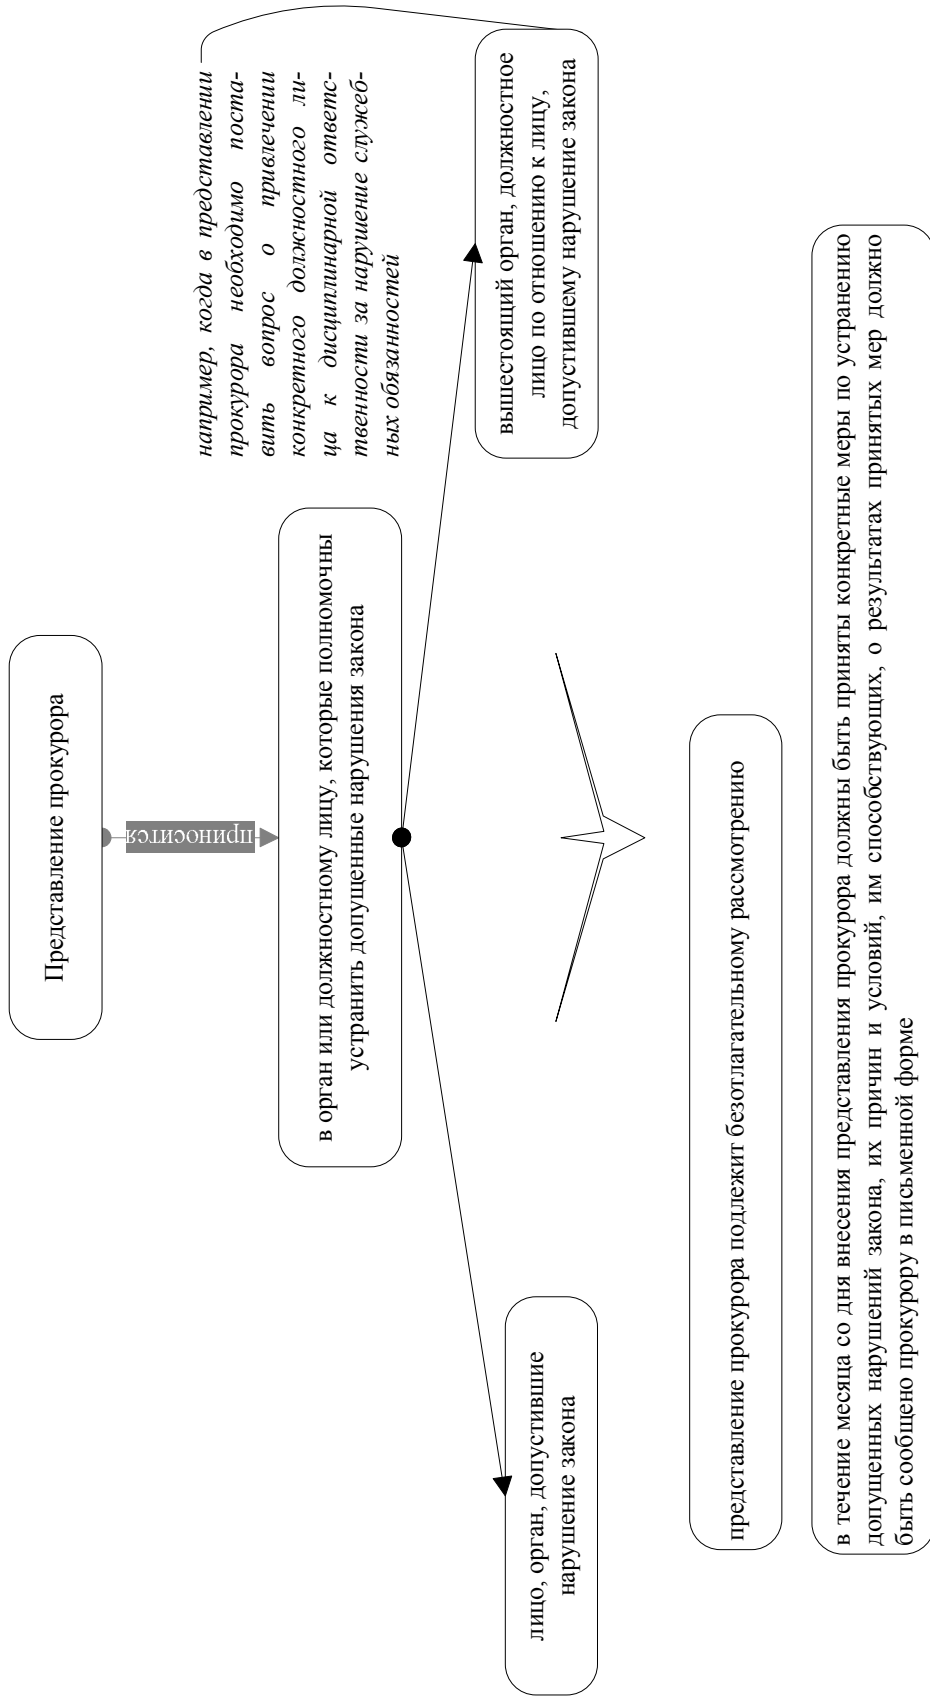 Представление прокурора
приносится
в орган или должностному лицу, которые полномочны
устранить допущенные нарушения закона
например, когда в представлении
прокурора необходимо поста-
вить вопрос о привлечении
конкретного должностного ли-
ца к дисциплинарной ответс-
твенности за нарушение служеб-
ных обязанностей
лицо, орган, допустившие
нарушение закона
вышестоящий орган, должностное
лицо по отношению к лицу,
допустившему нарушение закона
представление прокурора подлежит безотлагательному рассмотрению
в течение месяца со дня внесения представления прокурора должны быть приняты конкретные меры по устранению
допущенных нарушений закона, их причин и условий, им способствующих, о результатах принятых мер должно
быть сообщено прокурору в письменной форме